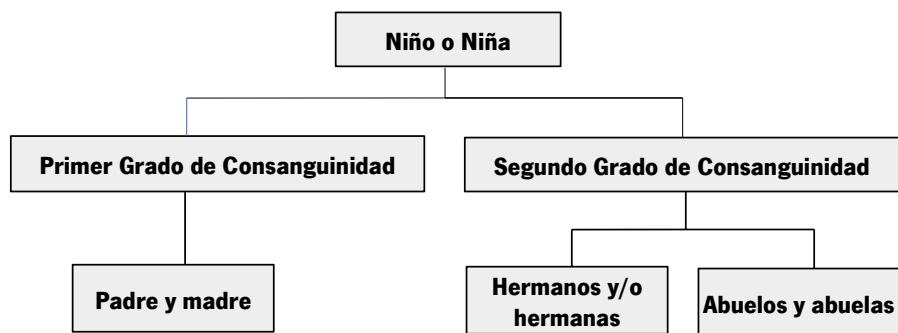 Niño o Niña
Primer Grado de Consanguinidad
Segundo Grado de Consanguinidad
Padre y madre
Hermanos y/o
hermanas
Abuelos y abuelas